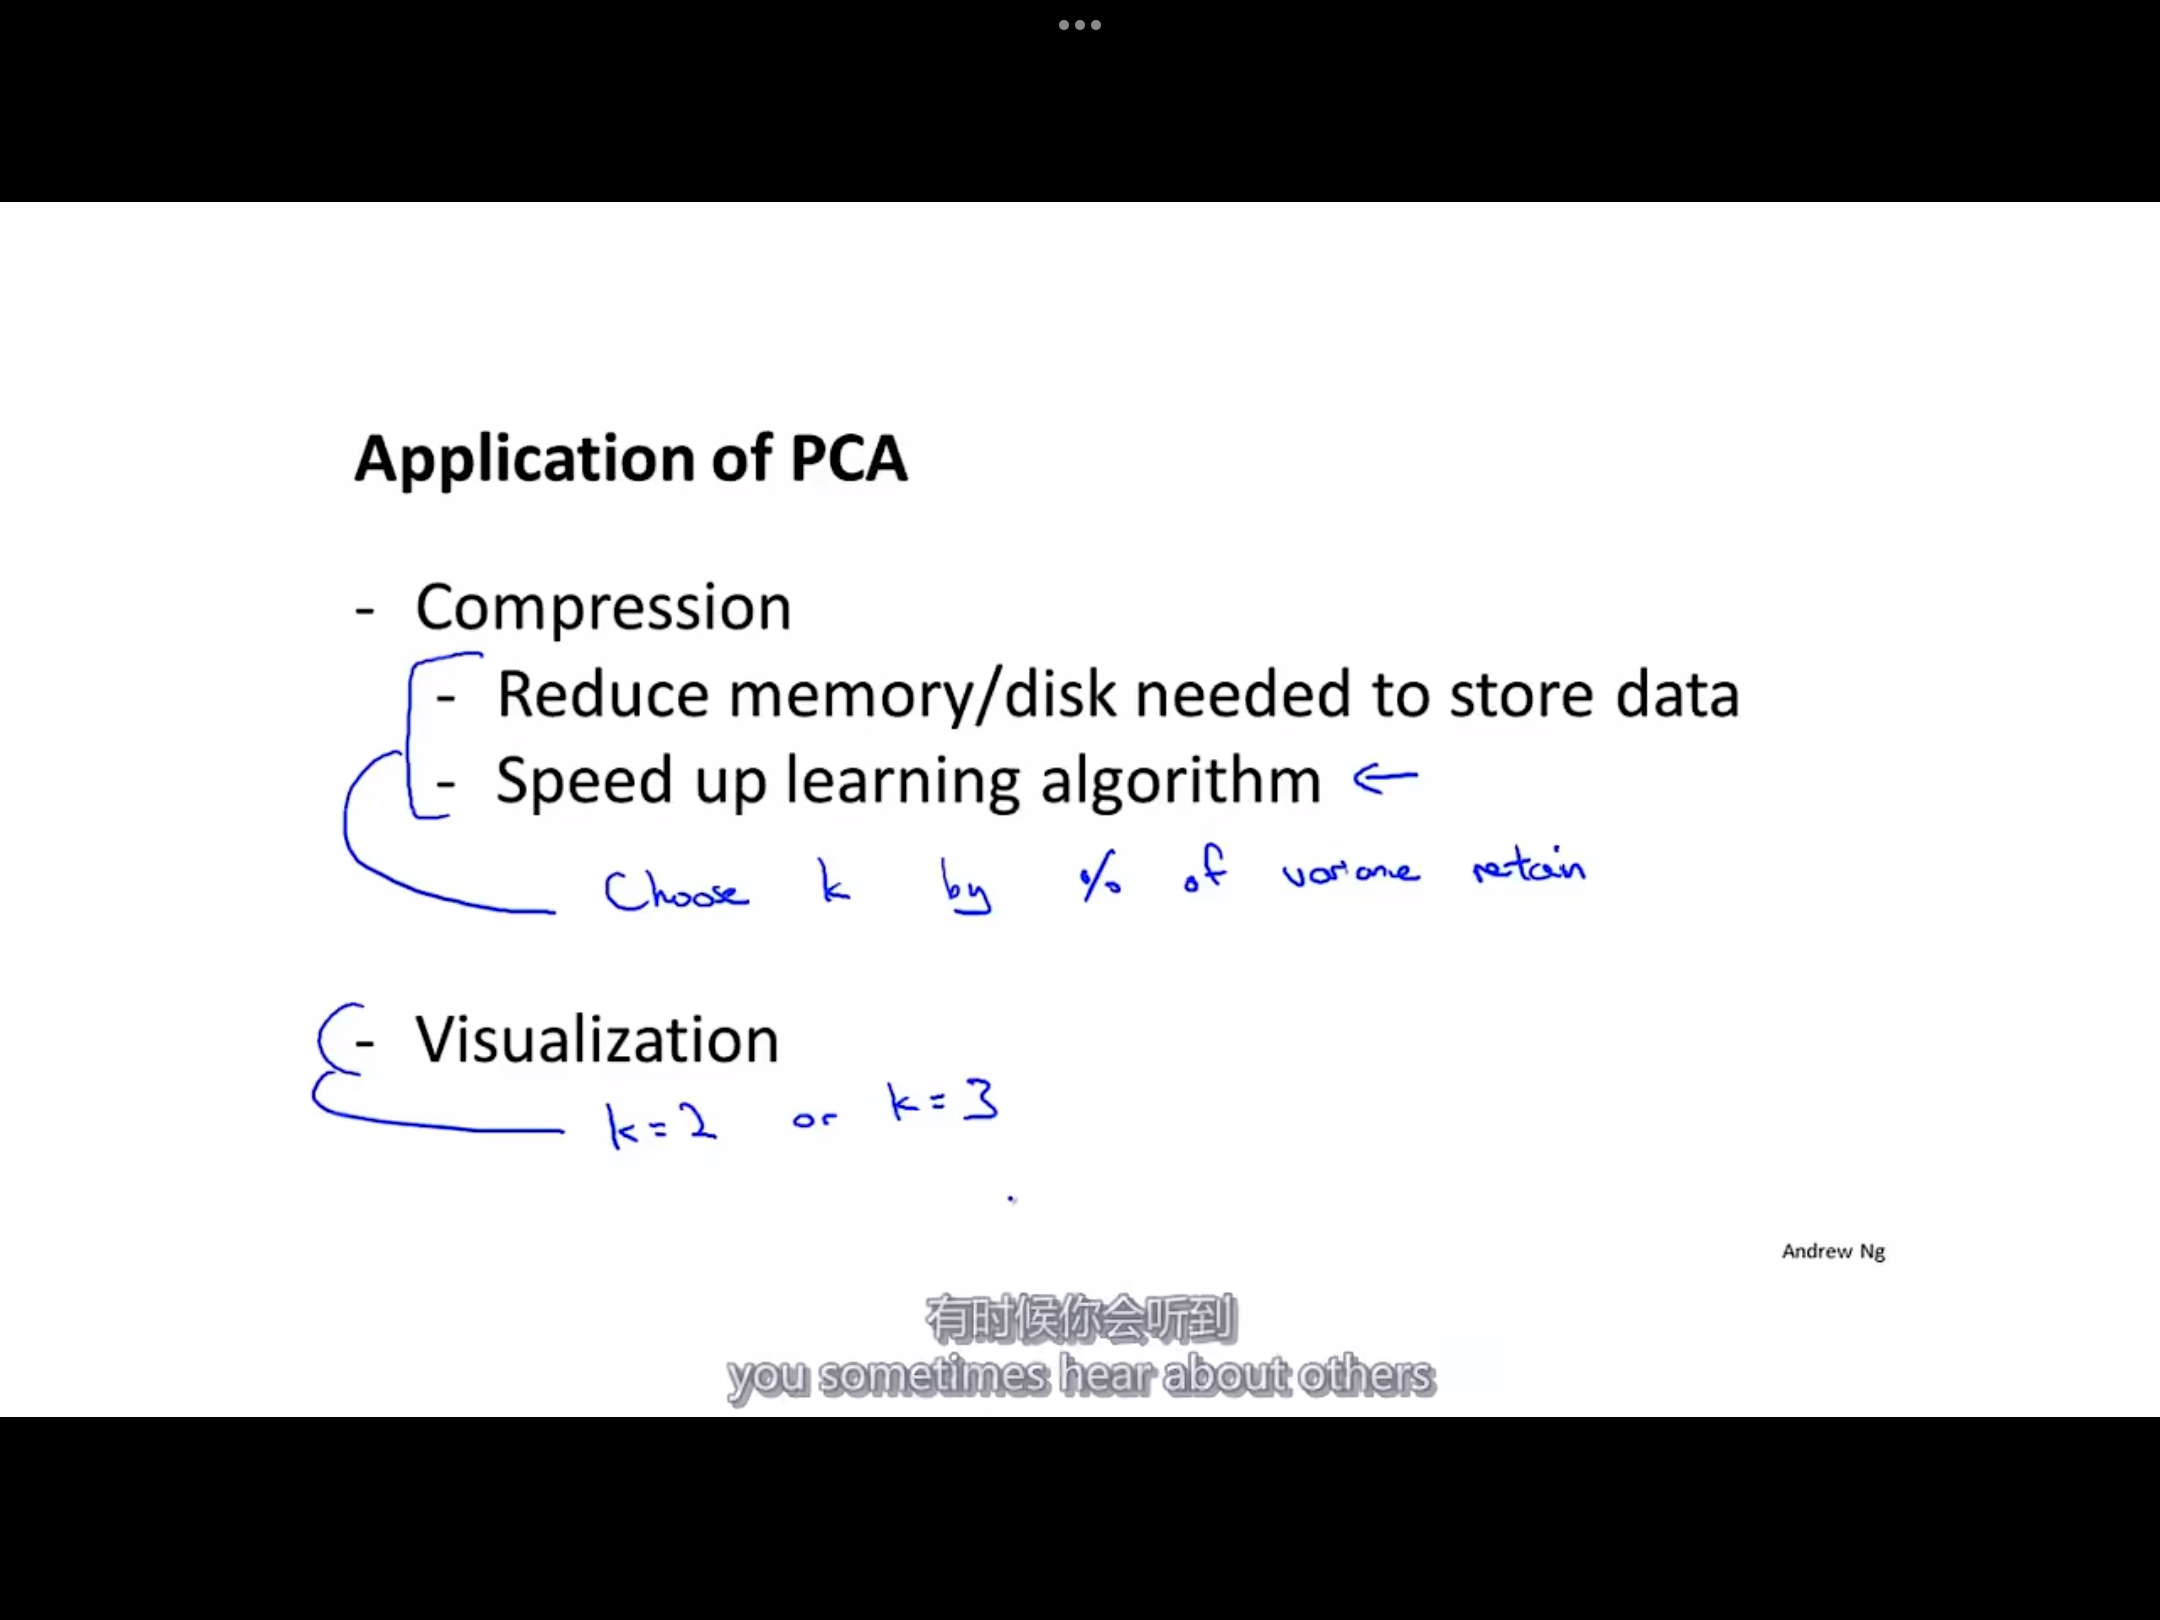 Application of PCA
- Compression
- Reduce memory/disk needed to store data
- Speed up learning algorithm ←
Choose k by % of variance retain
- Visualization
k=2 or k=3
Andrew Ng
有时候你会听到
you sometimes hear about others